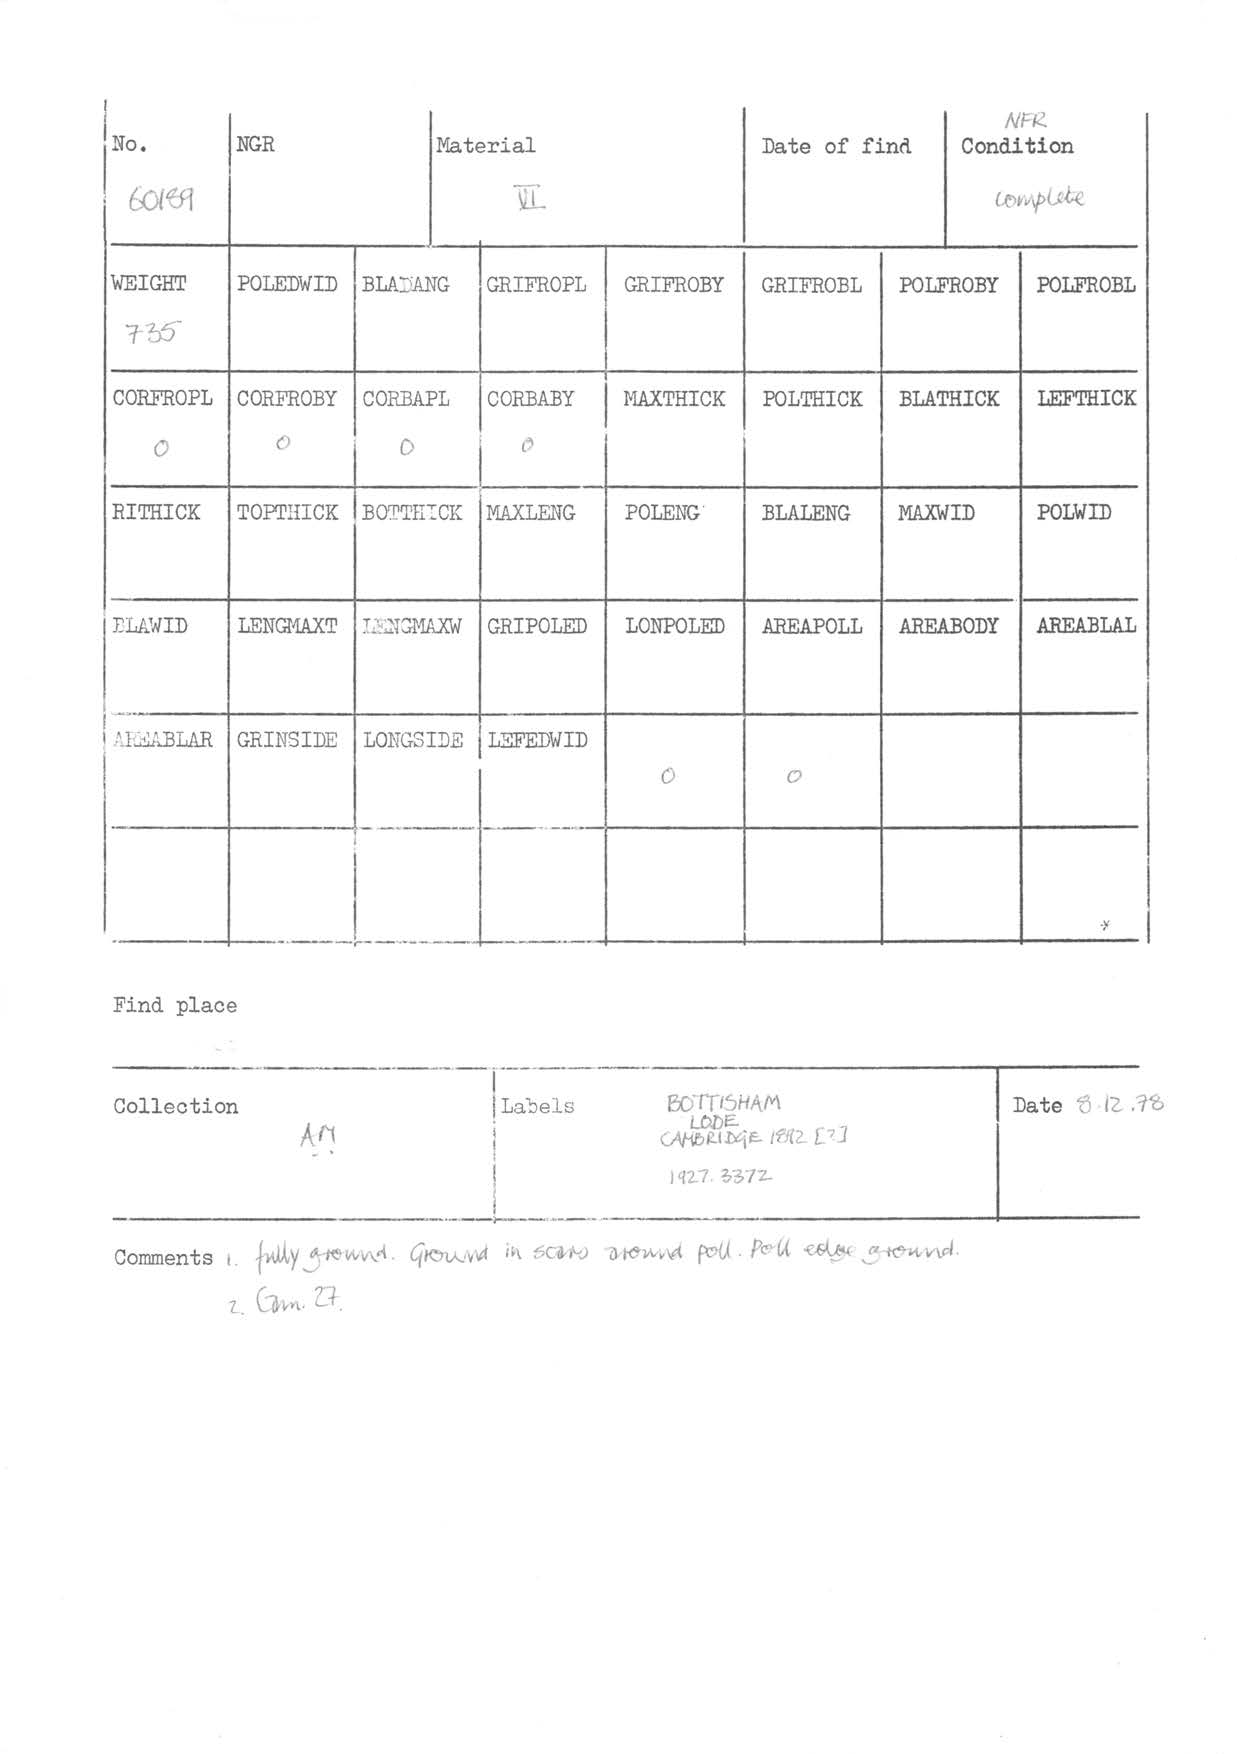 NFR
No. NGR Material Date of find Condition
60189 VI complete
WEIGHT POLEDWID BLADANG GRIFROPL GRIFROBY GRIFROBL POLFROBY POLFROBL
735
CORFROPL CORFROBY CORBAPL CORBABY MAXTHICK POLTHICK BLATHICK LEFTHICK
0 0 0 0
RITHICK TOPTHICK BOTTHICK MAXLENG POLENG BLALENG MAXWID POLWID
BLAWID LENGMAXT LENGMAXW GRIPOLED LONPOLED AREAPOLL AREABODY AREABLAL
AREABLAR GRINSIDE LONGSIDE LEFEDWID
0 0
*
Find place
Collection Labels BOTTISHAM Date 8.12.78
LODE
AM CAMBRIDGE 1892 [?]
1927.3372
Comments 1. fully ground. Ground in scars around poll. Poll edge ground.
2. Cam. 27.